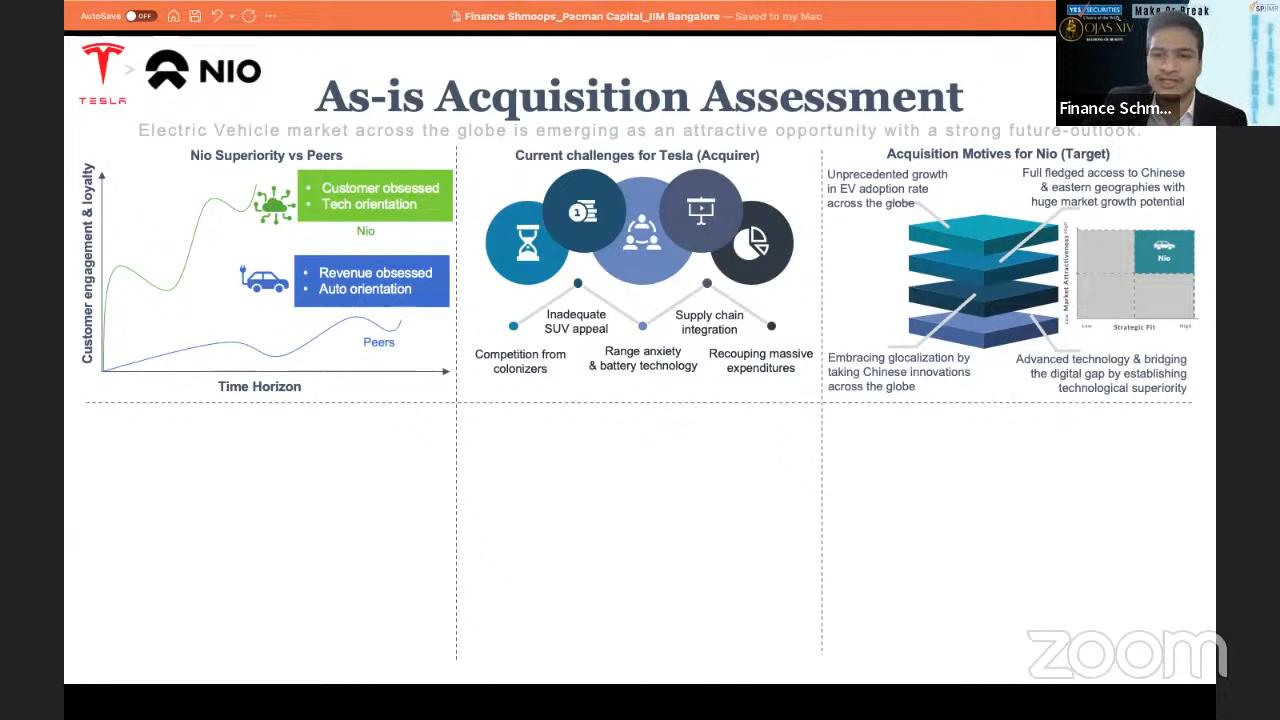 AutoSave OFF
Finance Shmoops_Pacman Capital_IIM Bangalore — Saved to my Mac
YES SECURITIES
Make Or Break
SPJIMR
OJAS XIV
Finance Schm...
TESLA
>
NIO
As-is Acquisition Assessment
Electric Vehicle market across the globe is emerging as an attractive opportunity with a strong future-outlook.
Nio Superiority vs Peers
Customer engagement & loyalty
• Customer obsessed
• Tech orientation
Nio
• Revenue obsessed
• Auto orientation
Peers
Time Horizon
Current challenges for Tesla (Acquirer)
1
Inadequate
SUV appeal
Supply chain
integration
Competition from
colonizers
Range anxiety
& battery technology
Recouping massive
expenditures
Acquisition Motives for Nio (Target)
Unprecedented growth
in EV adoption rate
across the globe
Full fledged access to Chinese
& eastern geographies with
huge market growth potential
Low Market Attractiveness High
Nio
Low Strategic Fit High
Embracing glocalization by
taking Chinese innovations
across the globe
Advanced technology & bridging
the digital gap by establishing
technological superiority
zoom